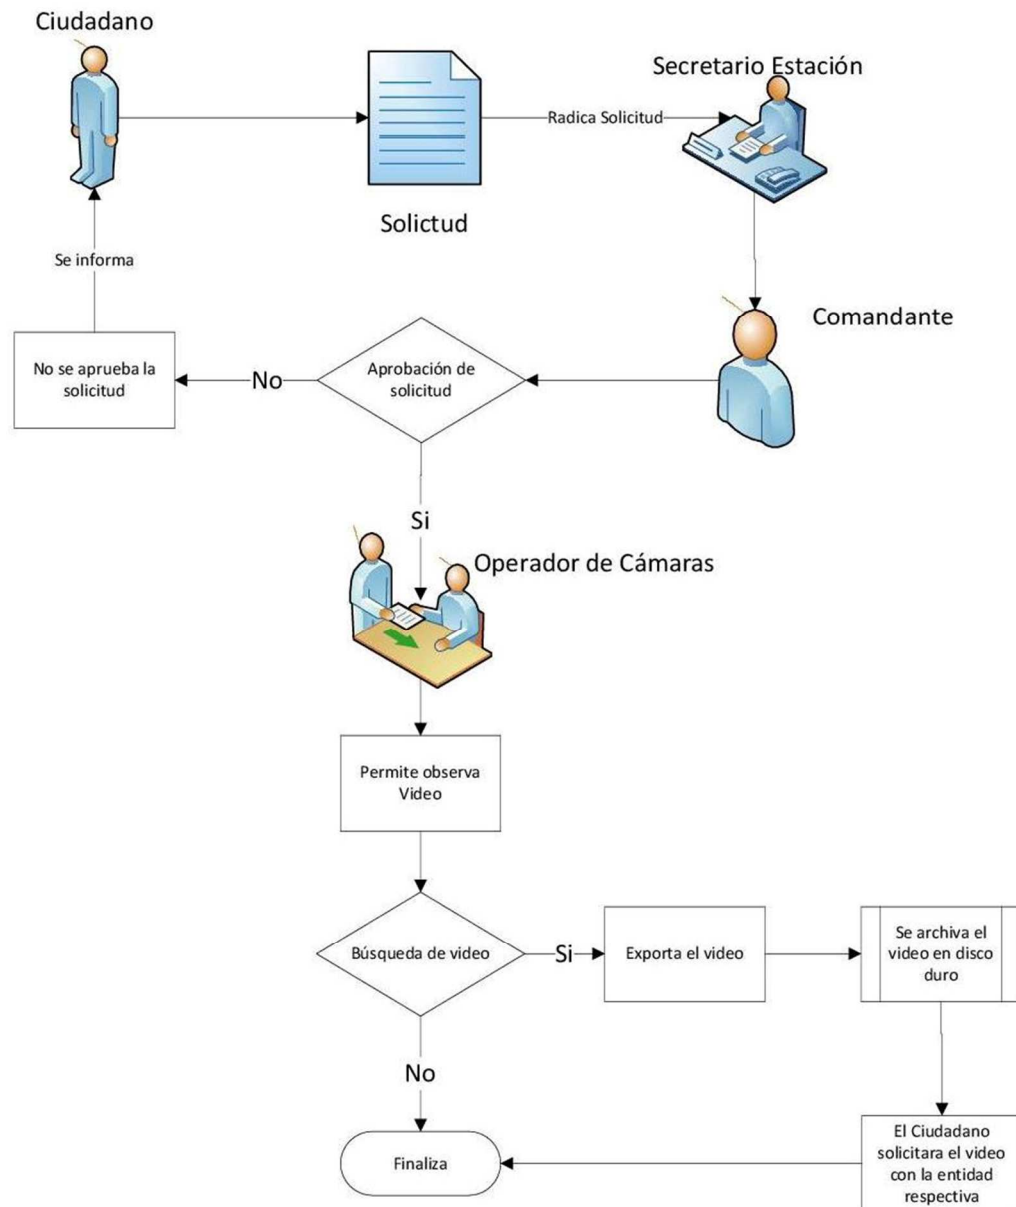 Ciudadano
Secretario Estación
Radica Solicitud
Solictud
Se informa
Comandante
No se aprueba la
solicitud
No
Aprobación de
solicitud
Si
Operador de Cámaras
Permite observa
Video
Búsqueda de video
Si
Exporta el video
Se archiva el
video en disco
duro
No
Finaliza
El Ciudadano
solicitara el video
con la entidad
respectiva